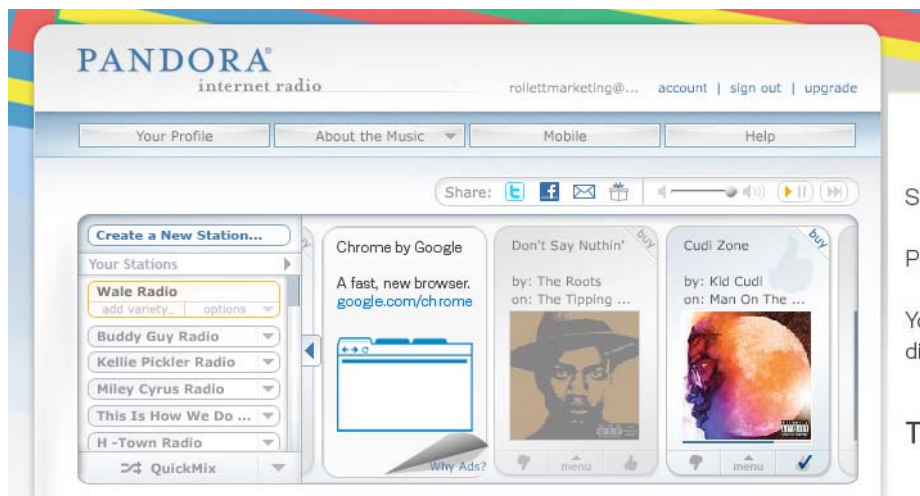 PANDORA®
internet radio
rollettmarketing@... account | sign out | upgrade
Your Profile
About the Music
Mobile
Help
Share:
Create a New Station...
Your Stations
Wale Radio
add variety... options
Buddy Guy Radio
Kellie Pickler Radio
Miley Cyrus Radio
This Is How We Do ...
H -Town Radio
QuickMix
Chrome by Google
A fast, new browser.
google.com/chrome
Why Ads?
Don't Say Nuthin'
buy
by: The Roots
on: The Tipping ...
menu
Cudi Zone
buy
by: Kid Cudi
on: Man On The ...
menu
S
P
Yo
di
T